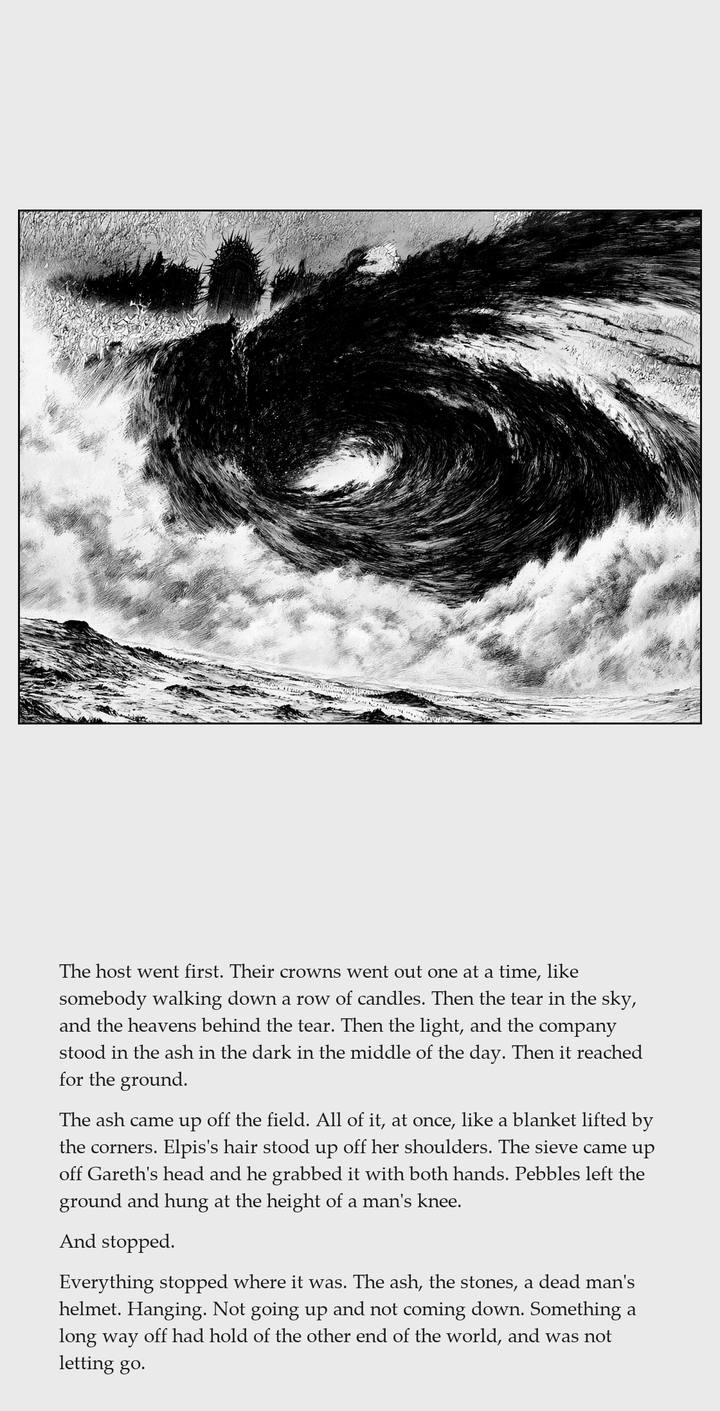 The host went first. Their crowns went out one at a time, like
somebody walking down a row of candles. Then the tear in the sky,
and the heavens behind the tear. Then the light, and the company
stood in the ash in the dark in the middle of the day. Then it reached
for the ground.
The ash came up off the field. All of it, at once, like a blanket lifted by
the corners. Elpis's hair stood up off her shoulders. The sieve came up
off Gareth's head and he grabbed it with both hands. Pebbles left the
ground and hung at the height of a man's knee.
And stopped.
Everything stopped where it was. The ash, the stones, a dead man's
helmet. Hanging. Not going up and not coming down. Something a
long way off had hold of the other end of the world, and was not
letting go.